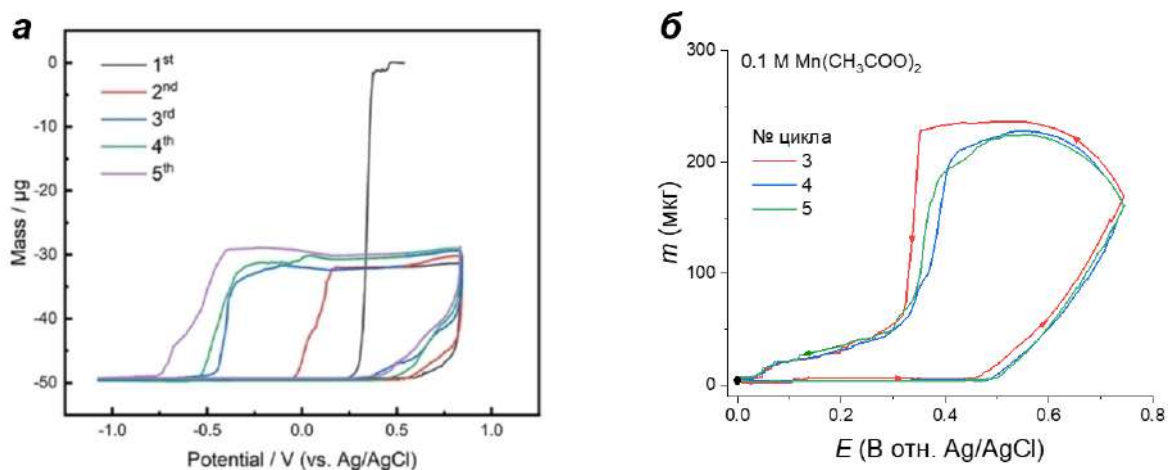 а
Mass / µg
0
-10
-20
-30
-40
-50
1st
2nd
3rd
4th
5th
-1.0 -0.5 0.0 0.5 1.0
Potential / V (vs. Ag/AgCl)
б
m (мкг)
300
200
100
0
0.1 М Mn(CH₃COO)₂
№ цикла
3
4
5
0.0 0.2 0.4 0.6 0.8
E (В отн. Ag/AgCl)